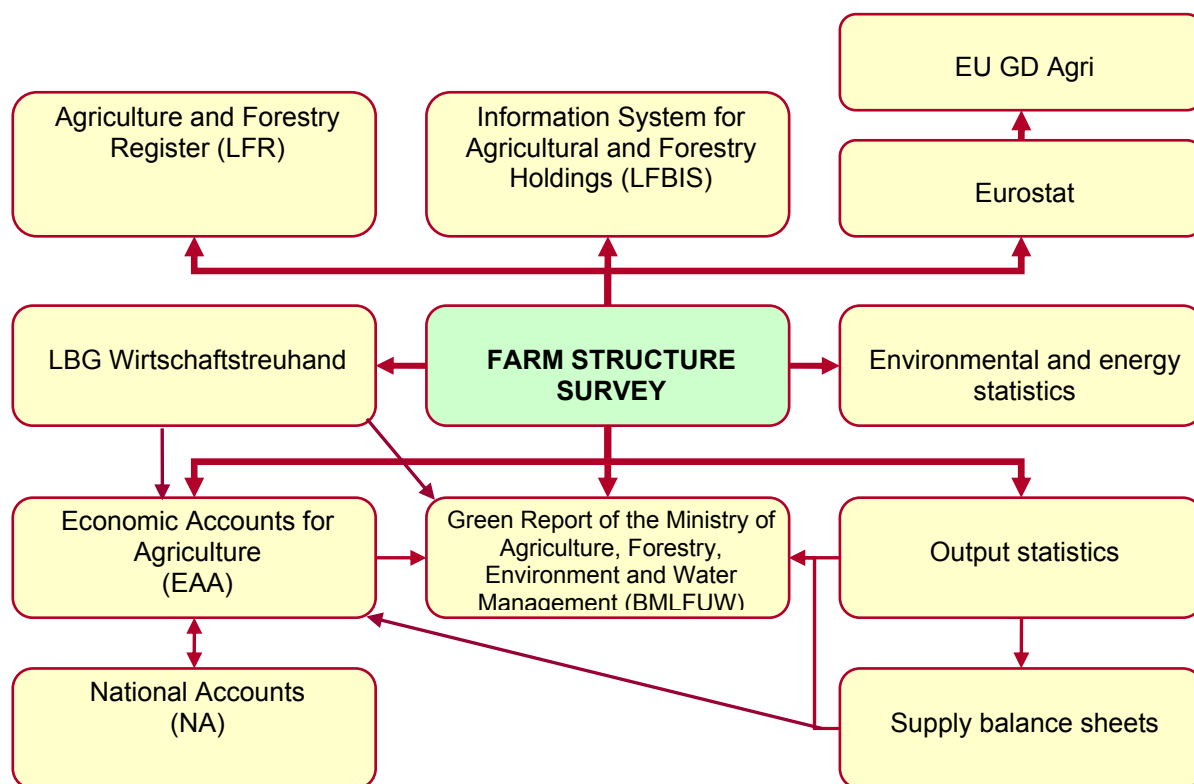 EU GD Agri
Agriculture and Forestry
Register (LFR)
Information System for
Agricultural and Forestry
Holdings (LFBIS)
Eurostat
LBG Wirtschaftstreuhand
FARM STRUCTURE
SURVEY
Environmental and energy
statistics
Economic Accounts for
Agriculture
(EAA)
Green Report of the Ministry of
Agriculture, Forestry,
Environment and Water
Management (BMLFUW)
Output statistics
National Accounts
(NA)
Supply balance sheets